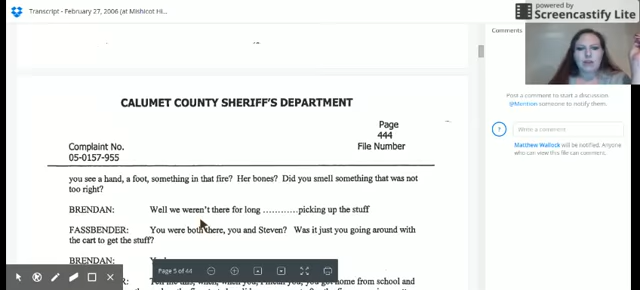 Transcript - February 27, 2006 (at Mishicot Hi...
powered by
Screencastify Lite
Comments
Post a comment to start a discussion.
@Mention someone to notify them.
?
Write a comment
Matthew Wallock will be notified. Anyone
who can view this file can comment.
CALUMET COUNTY SHERIFF'S DEPARTMENT
Page
444
Complaint No.
File Number
05-0157-955
you see a hand, a foot, something in that fire? Her bones? Did you smell something that was not
too right?
BRENDAN: Well we weren't there for long ............picking up the stuff
FASSBENDER: You were both there, you and Steven? Was it just you going around with
the cart to get the stuff?
BRENDAN:
Page 5 of 44
home from school and